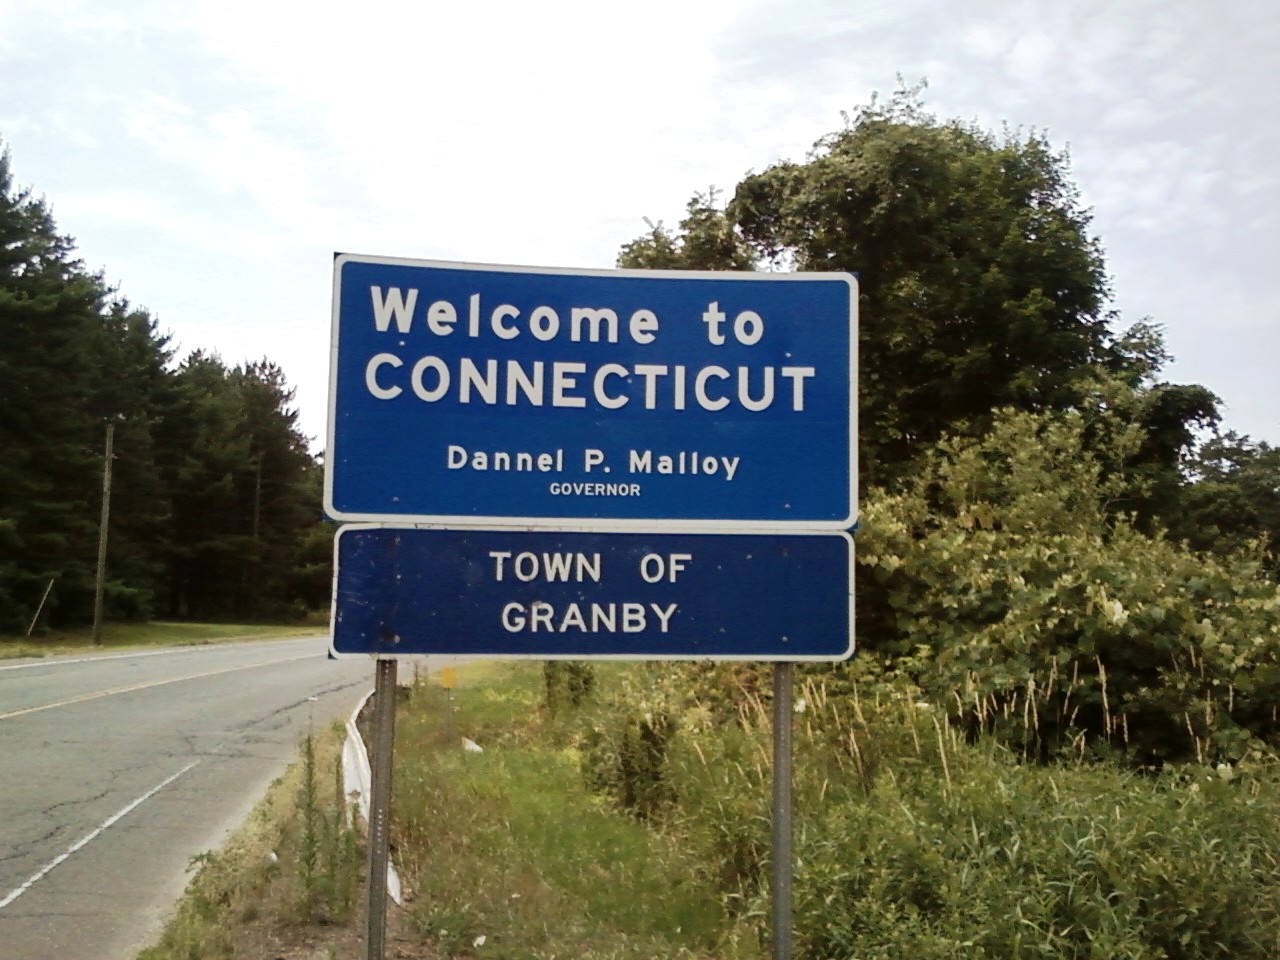 Welcome to
CONNECTICUT
Dannel P. Malloy
GOVERNOR
TOWN OF
GRANBY